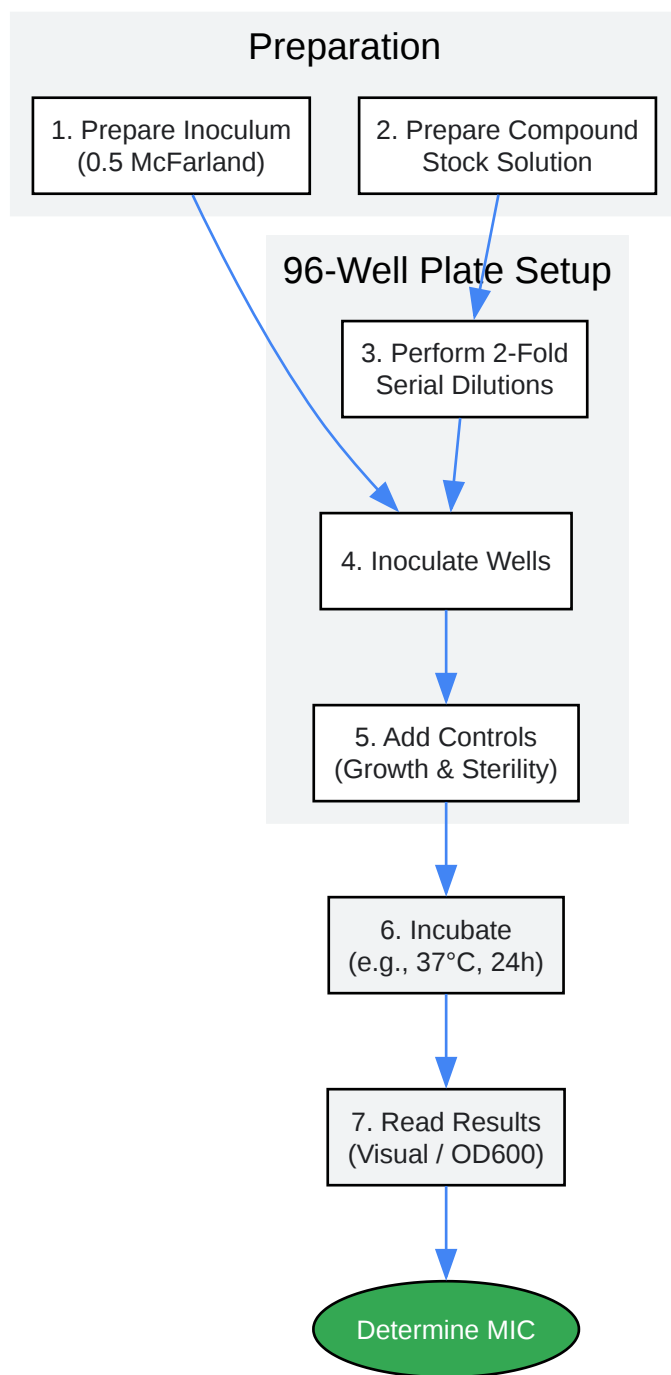 Preparation
1. Prepare Inoculum
(0.5 McFarland)
2. Prepare Compound
Stock Solution
96-Well Plate Setup
3. Perform 2-Fold
Serial Dilutions
4. Inoculate Wells
5. Add Controls
(Growth & Sterility)
6. Incubate
(e.g., 37°C, 24h)
7. Read Results
(Visual / OD600)
Determine MIC